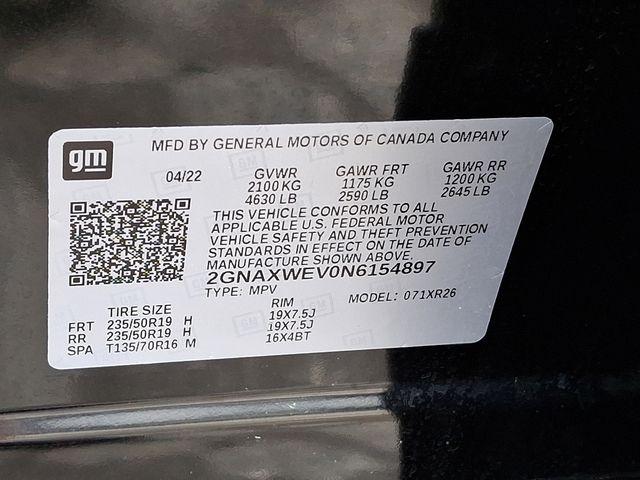 gm
MFD BY GENERAL MOTORS OF CANADA COMPANY
04/22 GVWR GAWR FRT GAWR RR
2100 KG 1175 KG 1200 KG
4630 LB 2590 LB 2645 LB
THIS VEHICLE CONFORMS TO ALL
APPLICABLE U.S. FEDERAL MOTOR
VEHICLE SAFETY AND THEFT PREVENTION
STANDARDS IN EFFECT ON THE DATE OF
MANUFACTURE SHOWN ABOVE.
2GNAXWEV0N6154897
TYPE: MPV MODEL: 071XR26
TIRE SIZE RIM
FRT 235/50R19 H 19X7.5J
RR 235/50R19 H 19X7.5J
SPA T135/70R16 M 16X4BT